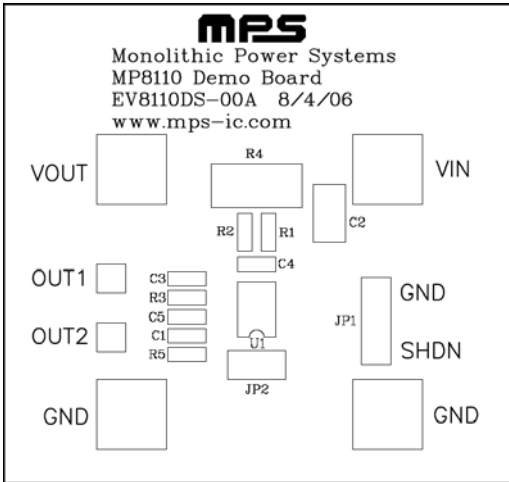 MPS
Monolithic Power Systems
MP8110 Demo Board
EV8110DS-00A 8/4/06
www.mps-ic.com
R4
VOUT
VIN
C2
R2
R1
C4
OUT1
C3
R3
GND
C5
JP1
OUT2
C1
U1
SHDN
R5
JP2
GND
GND